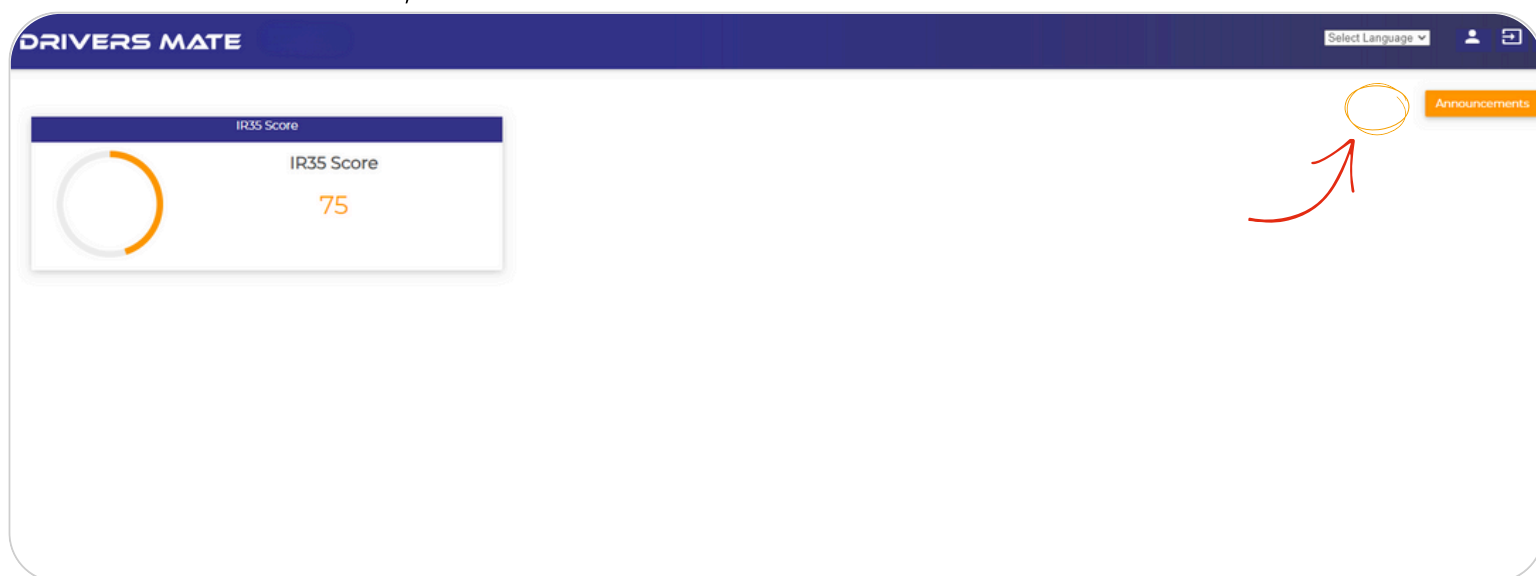 DRIVERS MATE
Select Language
Announcements
IR35 Score
IR35 Score
75